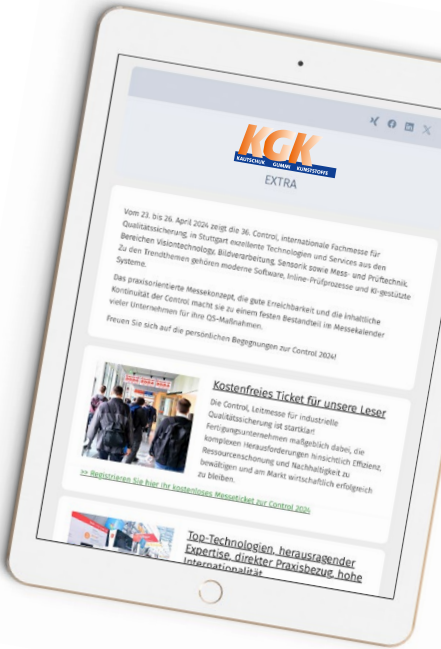 KGK
KAUTSCHUK GUMMI KUNSTSTOFFE
EXTRA
Vom 23. bis 26. April 2024 zeigt die 36. Control, internationale Fachmesse für
Qualitätssicherung, in Stuttgart exzellente Technologien und Services aus den
Bereichen Visiontechnology, Bildverarbeitung, Sensorik sowie Mess- und Prüftechnik.
Zu den Trendthemen gehören moderne Software, Inline-Prüfprozesse und KI-gestützte
Systeme.
Das praxisorientierte Messekonzept, die gute Erreichbarkeit und die inhaltliche
Kontinuität der Control macht sie zu einem festen Bestandteil im Messekalender
vieler Unternehmen für ihre QS-Maßnahmen.
Freuen Sie sich auf die persönlichen Begegnungen zur Control 2024!
Kostenfreies Ticket für unsere Leser
Die Control, Leitmesse für industrielle
Qualitätssicherung ist startklar!
Fertigungsunternehmen maßgeblich dabei, die
komplexen Herausforderungen hinsichtlich Effizienz,
Ressourcenschonung und Nachhaltigkeit zu
bewältigen und am Markt wirtschaftlich erfolgreich
zu bleiben.
>> Registrieren Sie hier Ihr kostenloses Messeticket zur Control 2024
Top-Technologien, herausragender
Expertise, direkter Praxisbezug, hohe
Internationalität